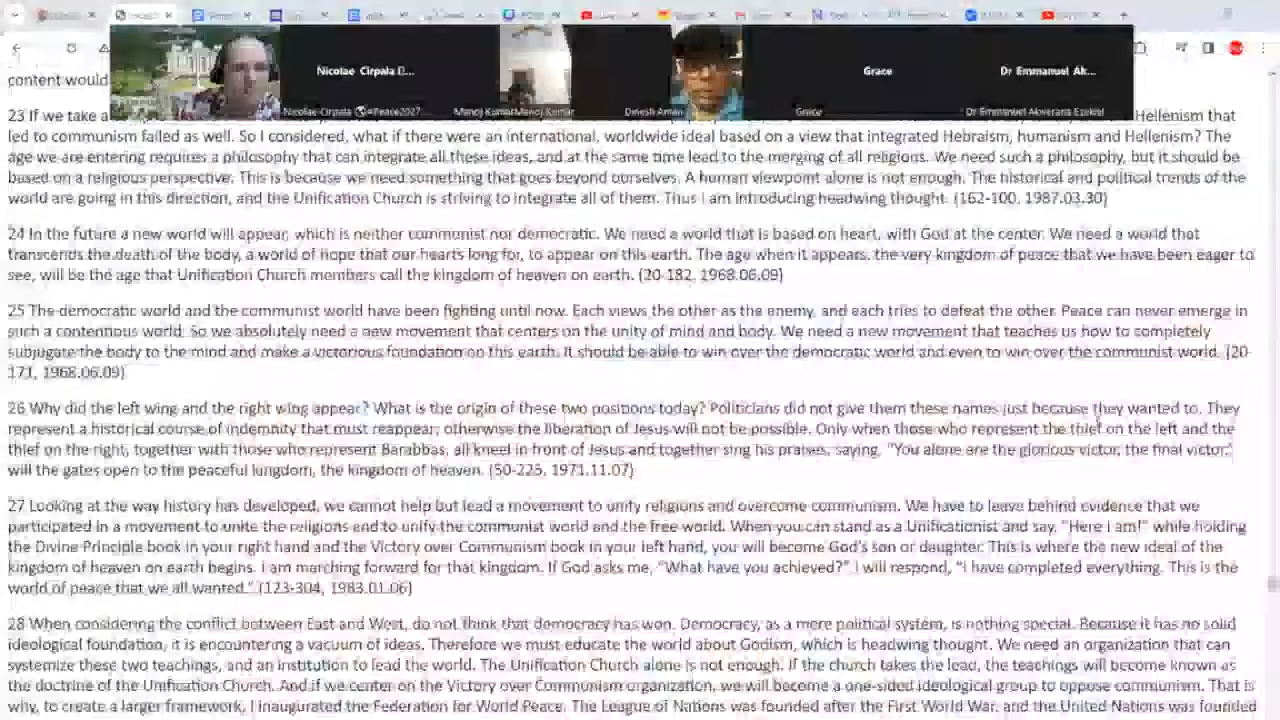 Nicolae Cirpala
Grace
Dr Emmanuel Ak...
Nicolae Cirpala #Peace2027
Manoj Kumar Manoj Kumar
Dinesh Aman
Grace
Dr Emmanuel Akwerans Ezekiel
content would
23 If we take a Hellenism that
led to communism failed as well. So I considered, what if there were an international, worldwide ideal based on a view that integrated Hebraism, humanism and Hellenism? The
age we are entering requires a philosophy that can integrate all these ideas, and at the same time lead to the merging of all religions. We need such a philosophy, but it should be
based on a religious perspective. This is because we need something that goes beyond ourselves. A human viewpoint alone is not enough. The historical and political trends of the
world are going in this direction, and the Unification Church is striving to integrate all of them. Thus I am introducing headwing thought. (162-100, 1987.03.30)
24 In the future a new world will appear, which is neither communist nor democratic. We need a world that is based on heart, with God at the center. We need a world that
transcends the death of the body, a world of hope that our hearts long for, to appear on this earth. The age when it appears, the very kingdom of peace that we have been eager to
see, will be the age that Unification Church members call the kingdom of heaven on earth. (20-182, 1968.06.09)
25 The democratic world and the communist world have been fighting until now. Each views the other as the enemy, and each tries to defeat the other. Peace can never emerge in
such a contentious world. So we absolutely need a new movement that centers on the unity of mind and body. We need a new movement that teaches us how to completely
subjugate the body to the mind and make a victorious foundation on this earth. It should be able to win over the democratic world and even to win over the communist world. (20-
171, 1968.06.09)
26 Why did the left wing and the right wing appear? What is the origin of these two positions today? Politicians did not give them these names just because they wanted to. They
represent a historical course of indemnity that must reappear; otherwise the liberation of Jesus will not be possible. Only when those who represent the thief on the left and the
thief on the right, together with those who represent Barabbas, all kneel in front of Jesus and together sing his praises, saying, "You alone are the glorious victor, the final victor,"
will the gates open to the peaceful kingdom, the kingdom of heaven. (50-225, 1971.11.07)
27 Looking at the way history has developed, we cannot help but lead a movement to unify religions and overcome communism. We have to leave behind evidence that we
participated in a movement to unite the religions and to unify the communist world and the free world. When you can stand as a Unificationist and say, "Here I am!" while holding
the Divine Principle book in your right hand and the Victory over Communism book in your left hand, you will become God's son or daughter. This is where the new ideal of the
kingdom of heaven on earth begins. I am marching forward for that kingdom. If God asks me, "What have you achieved?" I will respond, "I have completed everything. This is the
world of peace that we all wanted." (123-304, 1983.01.06)
28 When considering the conflict between East and West, do not think that democracy has won. Democracy, as a mere political system, is nothing special. Because it has no solid
ideological foundation, it is encountering a vacuum of ideas. Therefore we must educate the world about Godism, which is headwing thought. We need an organization that can
systemize these two teachings, and an institution to lead the world. The Unification Church alone is not enough. If the church takes the lead, the teachings will become known as
the doctrine of the Unification Church. And if we center on the Victory over Communism organization, we will become a one-sided ideological group to oppose communism. That is
why, to create a larger framework, I inaugurated the Federation for World Peace. The League of Nations was founded after the First World War, and the United Nations was founded